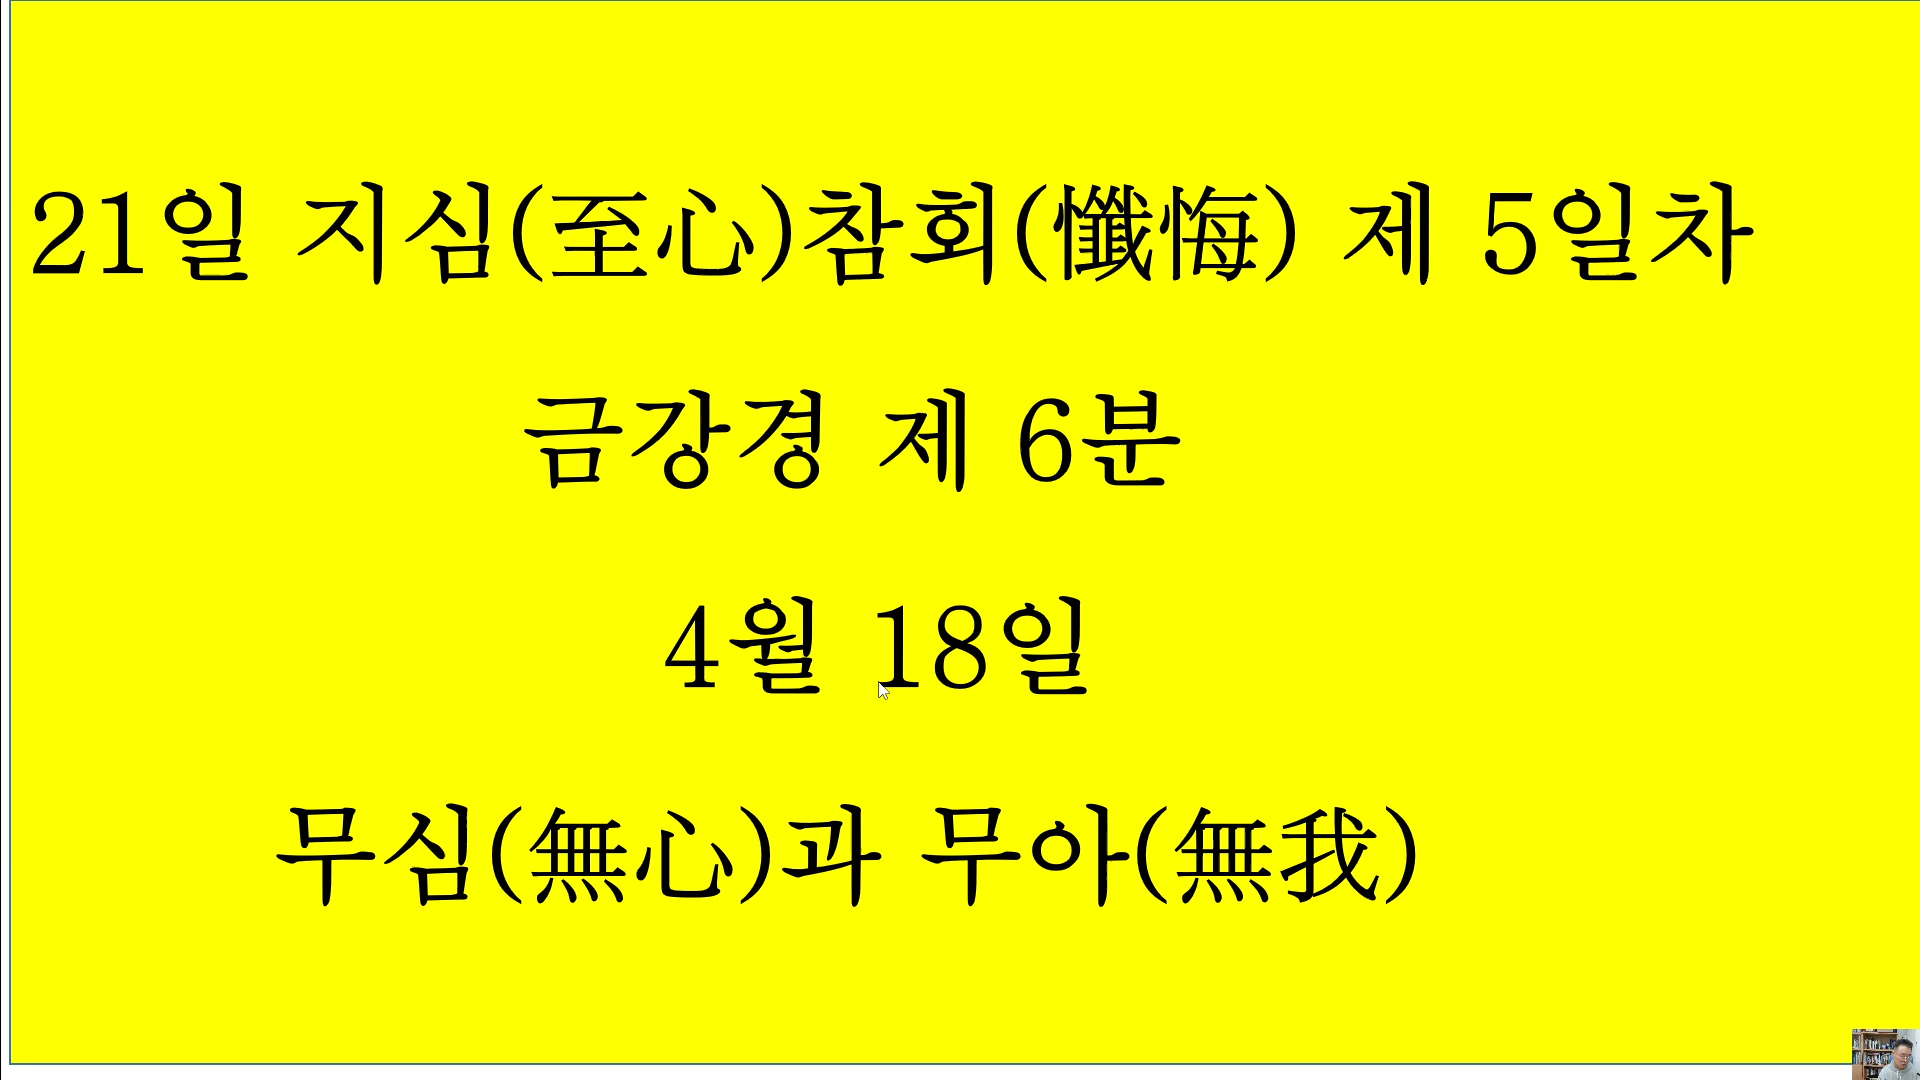 21일 지심(至心)참회(懺悔) 제 5일차
금강경 제 6분
4월 18일
무심(無心)과 무아(無我)